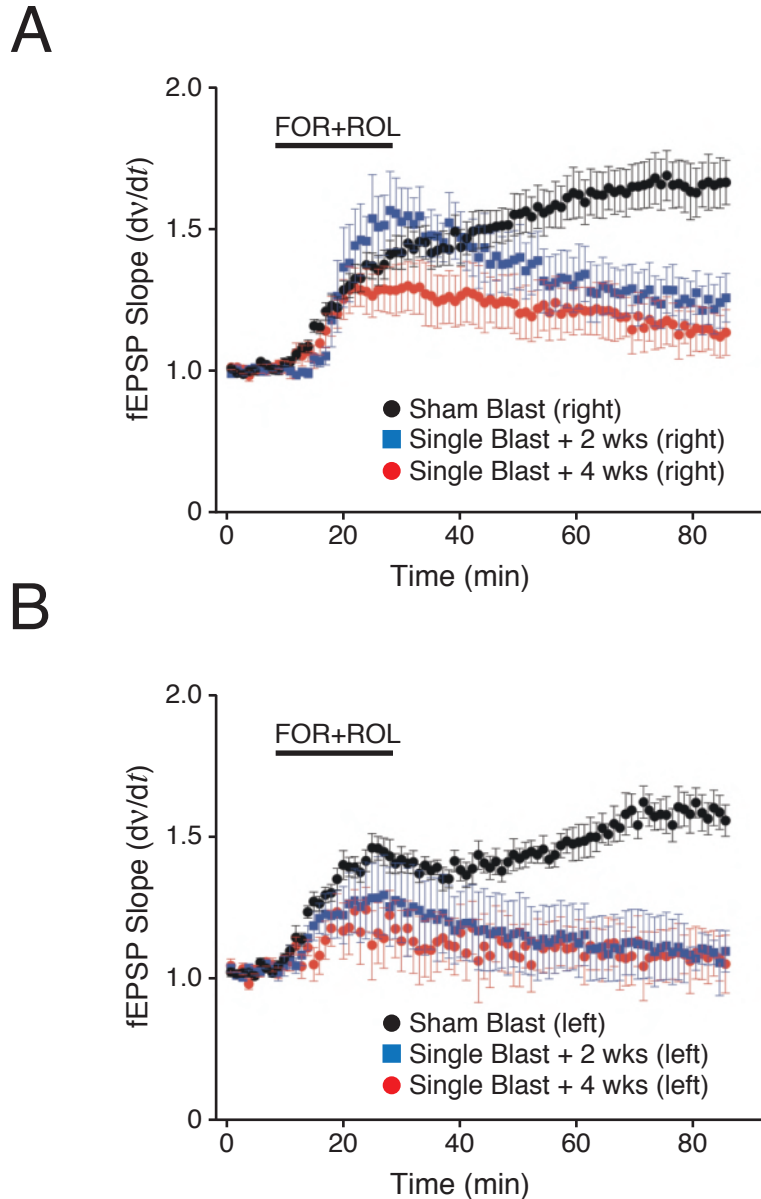 A
2.0
FOR+ROL
1.5
1.0
0
fEPSP Slope (dv/dt)
Sham Blast (right)
Single Blast + 2 wks (right)
Single Blast + 4 wks (right)
0 20 40 60 80
Time (min)
B
2.0
FOR+ROL
1.5
1.0
0
fEPSP Slope (dv/dt)
Sham Blast (left)
Single Blast + 2 wks (left)
Single Blast + 4 wks (left)
0 20 40 60 80
Time (min)